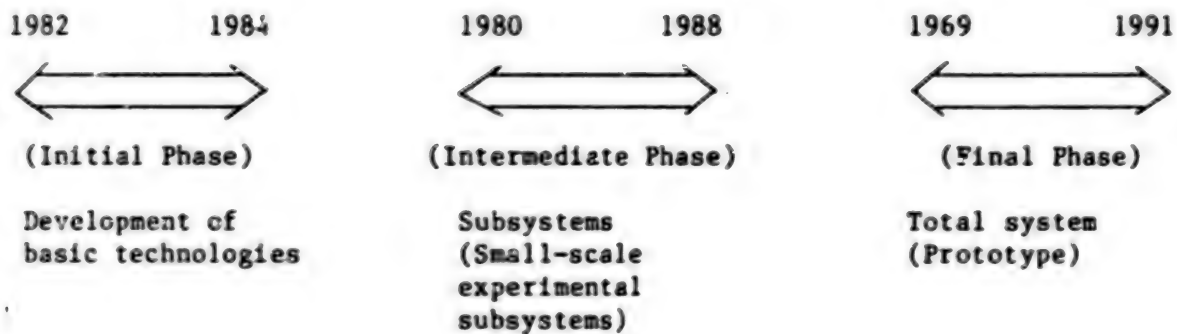 1982 1984 1980 1988 1969 1991
(Initial Phase) (Intermediate Phase) (Final Phase)
Development of Subsystems Total system
basic technologies (Small-scale (Prototype)
experimental
subsystems)